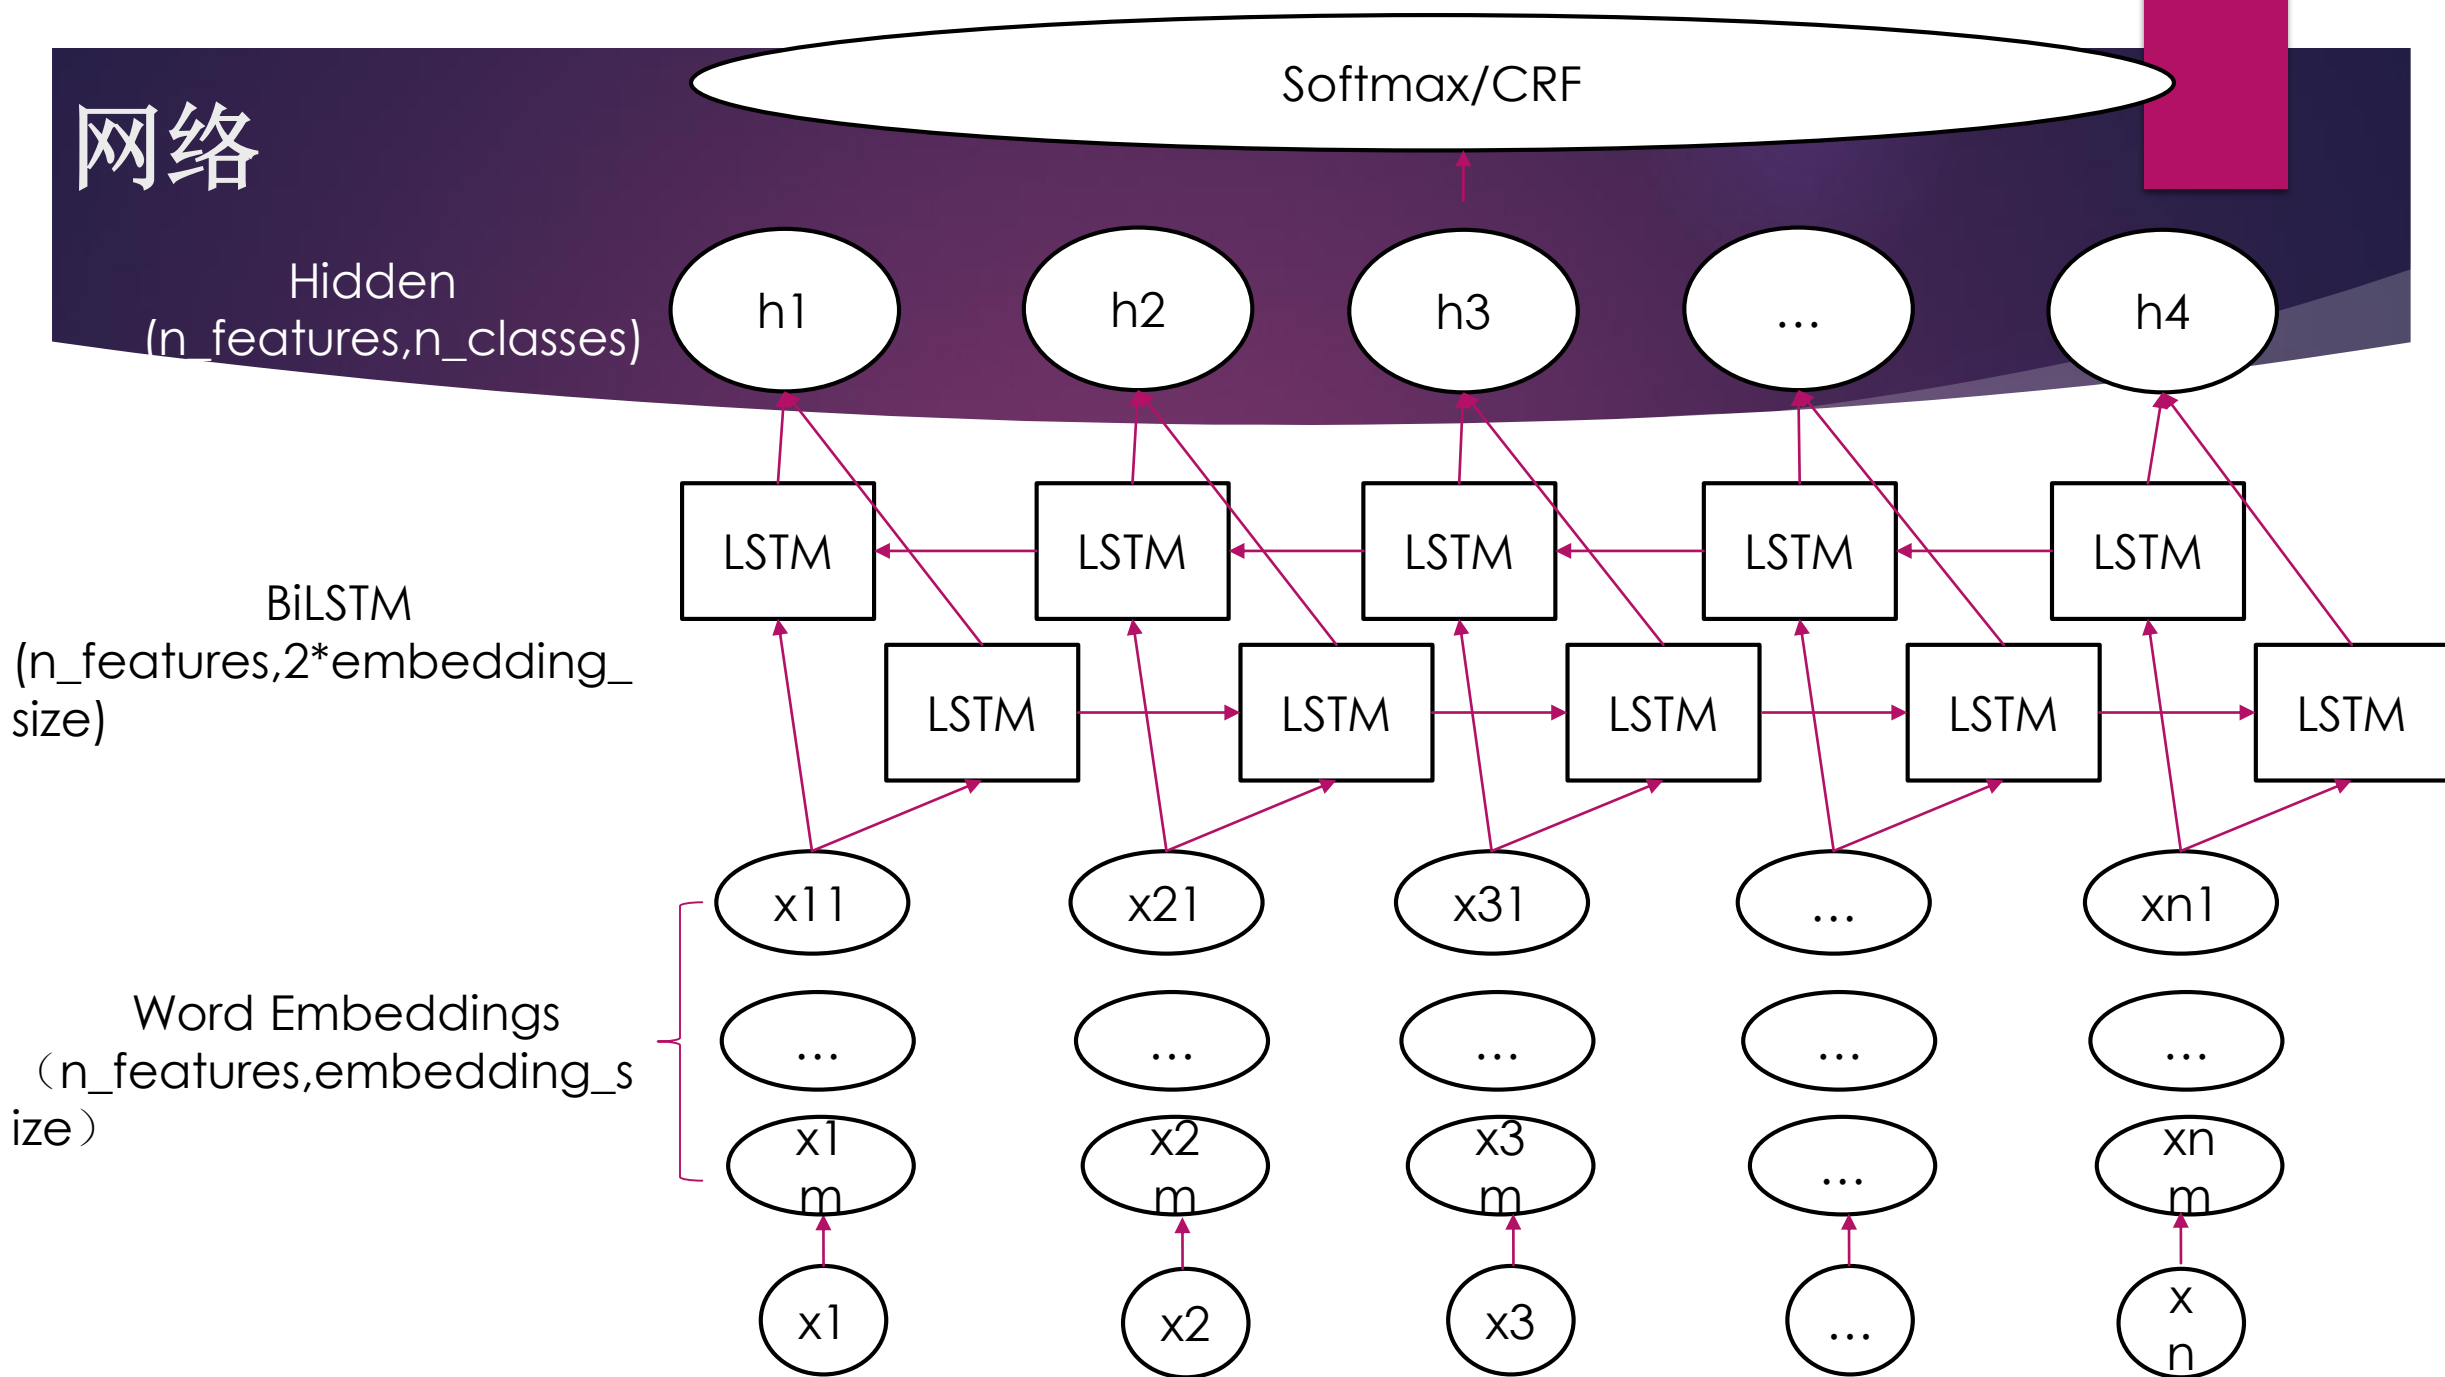 Softmax/CRF
网络
Hidden
(n_features,n_classes)
h1
h2
h3
...
h4
BiLSTM
(n_features,2*embedding_
size)
LSTM
LSTM
LSTM
LSTM
LSTM
LSTM
LSTM
LSTM
LSTM
LSTM
Word Embeddings
（n_features,embedding_s
ize）
x11
x21
x31
...
xn1
...
...
...
...
...
x1
m
x2
m
x3
m
...
xn
m
x1
x2
x3
...
x
n